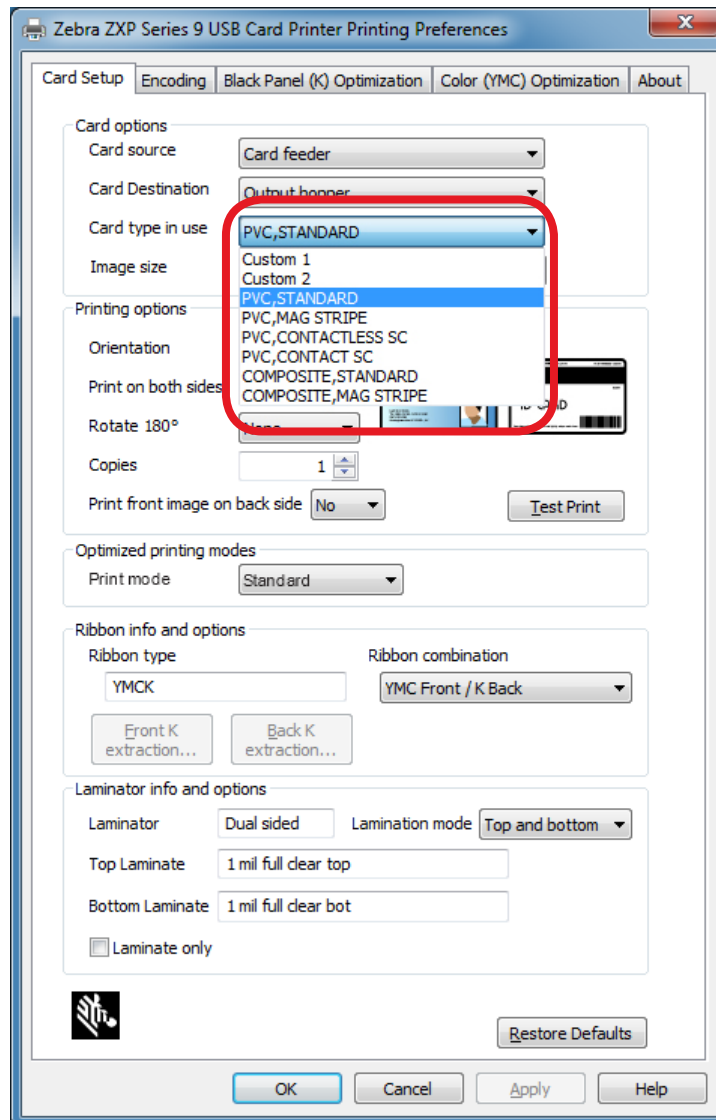 Zebra ZXP Series 9 USB Card Printer Printing Preferences
Card Setup Encoding Black Panel (K) Optimization Color (YMC) Optimization About
Card options
Card source Card feeder
Card Destination Output hopper
Card type in use PVC,STANDARD
Custom 1
Image size
Custom 2
PVC,STANDARD
Printing options
PVC,MAG STRIPE
PVC,CONTACTLESS SC
Orientation
PVC,CONTACT SC
COMPOSITE,STANDARD
Print on both sides
COMPOSITE,MAG STRIPE
ID CARD
Rotate 180° None
Copies 1
Print front image on back side No Test Print
Optimized printing modes
Print mode Standard
Ribbon info and options
Ribbon type Ribbon combination
YMCK YMC Front / K Back
Front K extraction... Back K extraction...
Laminator info and options
Laminator Dual sided Lamination mode Top and bottom
Top Laminate 1 mil full clear top
Bottom Laminate 1 mil full clear bot
Laminate only
Restore Defaults
OK Cancel Apply Help